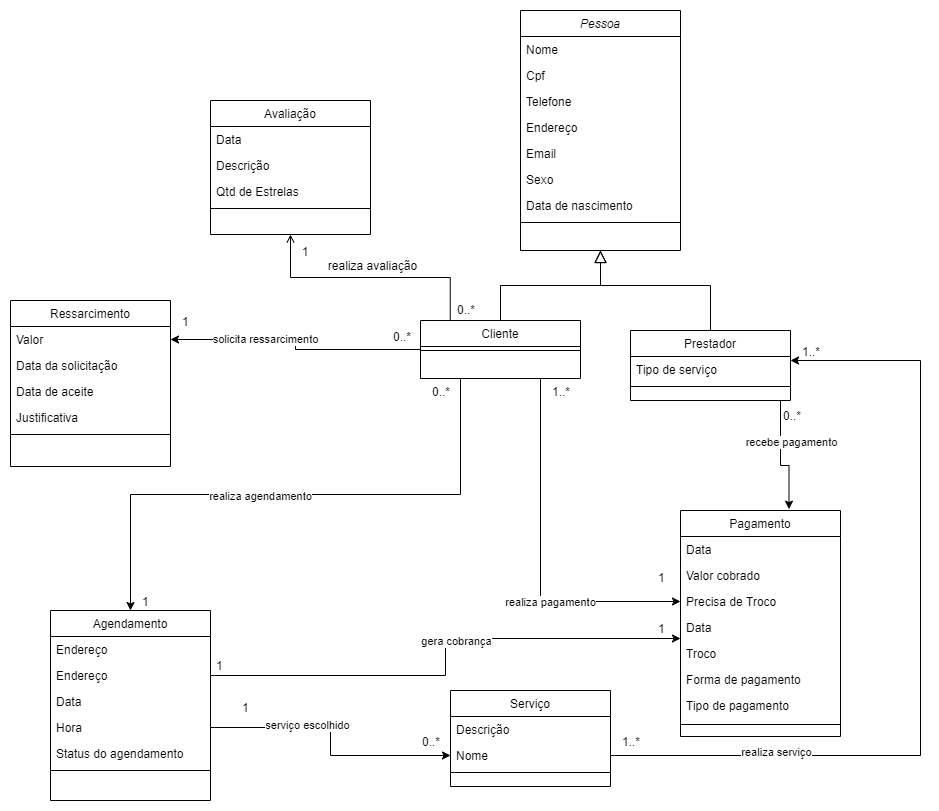 Pessoa
Nome
Cpf
Telefone
Endereço
Email
Sexo
Data de nascimento
Avaliação
Data
Descrição
Qtd de Estrelas
1
realiza avaliação
0..*
Ressarcimento
Valor
Data da solicitação
Data de aceite
Justificativa
1
solicita ressarcimento
0..*
Cliente
0..*
1..*
Prestador
Tipo de serviço
1..*
0..*
recebe pagamento
realiza agendamento
1
Pagamento
Data
Valor cobrado
Precisa de Troco
Data
Troco
Forma de pagamento
Tipo de pagamento
1
realiza pagamento
1
gera cobrança
1
Agendamento
Endereço
Endereço
Data
Hora
Status do agendamento
1
serviço escolhido
0..*
Serviço
Descrição
Nome
1..*
realiza serviço